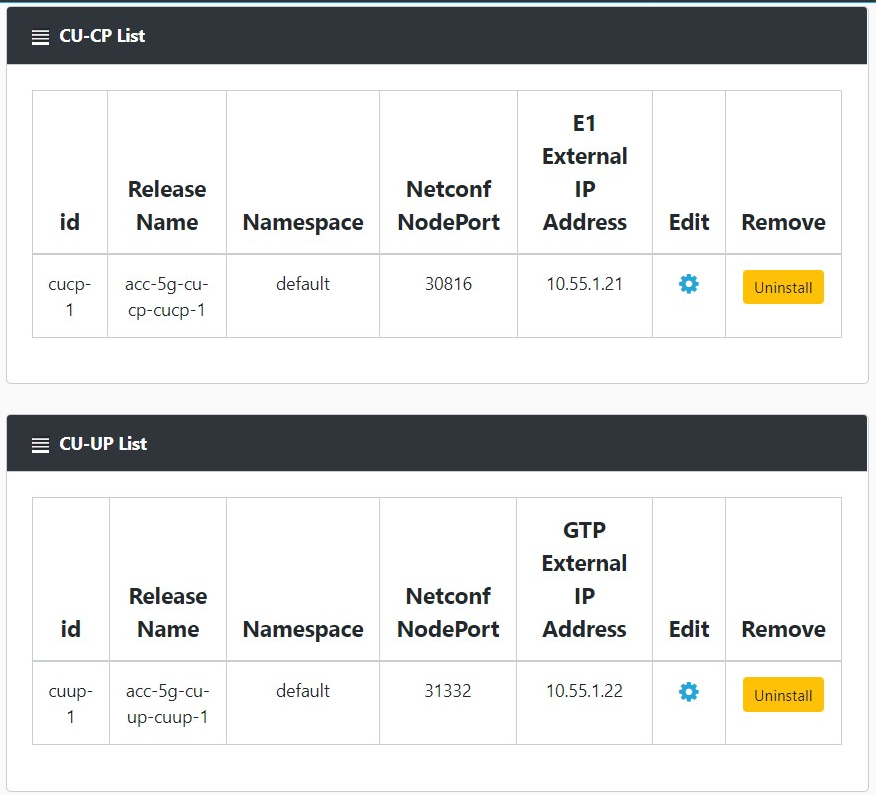 CU-CP List
id
Release
Name
Namespace
Netconf
NodePort
E1
External
IP
Address
Edit
Remove
cucp-
1
acc-5g-cu-
cp-cucp-1
default
30816
10.55.1.21
Uninstall
CU-UP List
id
Release
Name
Namespace
Netconf
NodePort
GTP
External
IP
Address
Edit
Remove
cuup-
1
acc-5g-cu-
up-cuup-1
default
31332
10.55.1.22
Uninstall